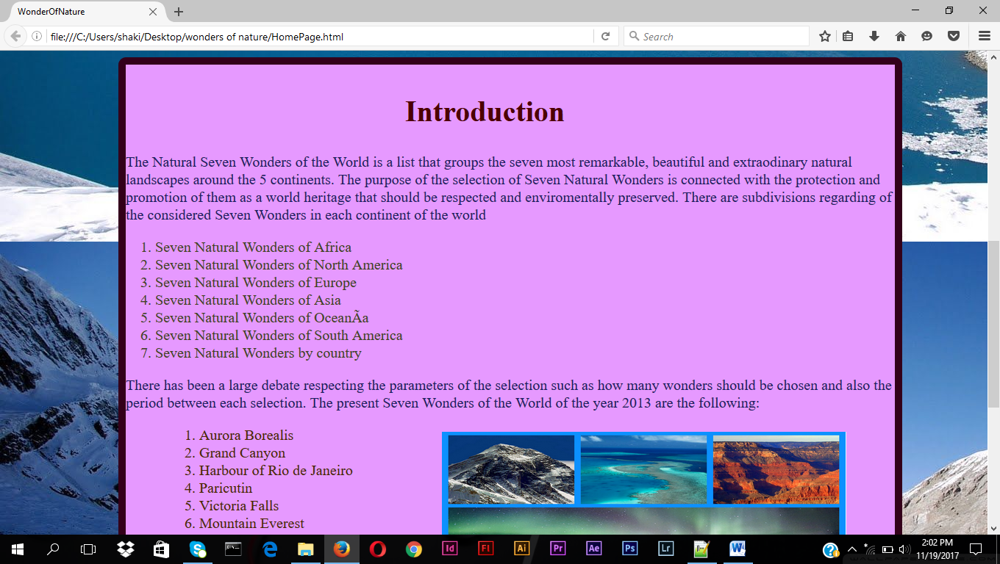 WonderOfNature
file:///C:/Users/shaki/Desktop/wonders of nature/HomePage.html
Search
Introduction
The Natural Seven Wonders of the World is a list that groups the seven most remarkable, beautiful and extraodinary natural
landscapes around the 5 continents. The purpose of the selection of Seven Natural Wonders is connected with the protection and
promotion of them as a world heritage that should be respected and enviromentally preserved. There are subdivisions regarding of
the considered Seven Wonders in each continent of the world
1. Seven Natural Wonders of Africa
2. Seven Natural Wonders of North America
3. Seven Natural Wonders of Europe
4. Seven Natural Wonders of Asia
5. Seven Natural Wonders of OceanÃa
6. Seven Natural Wonders of South America
7. Seven Natural Wonders by country
There has been a large debate respecting the parameters of the selection such as how many wonders should be chosen and also the
period between each selection. The present Seven Wonders of the World of the year 2013 are the following:
1. Aurora Borealis
2. Grand Canyon
3. Harbour of Rio de Janeiro
4. Paricutin
5. Victoria Falls
6. Mountain Everest
Id
Fl
Ai
Pr
Ae
Ps
Lr
2:02 PM
11/19/2017